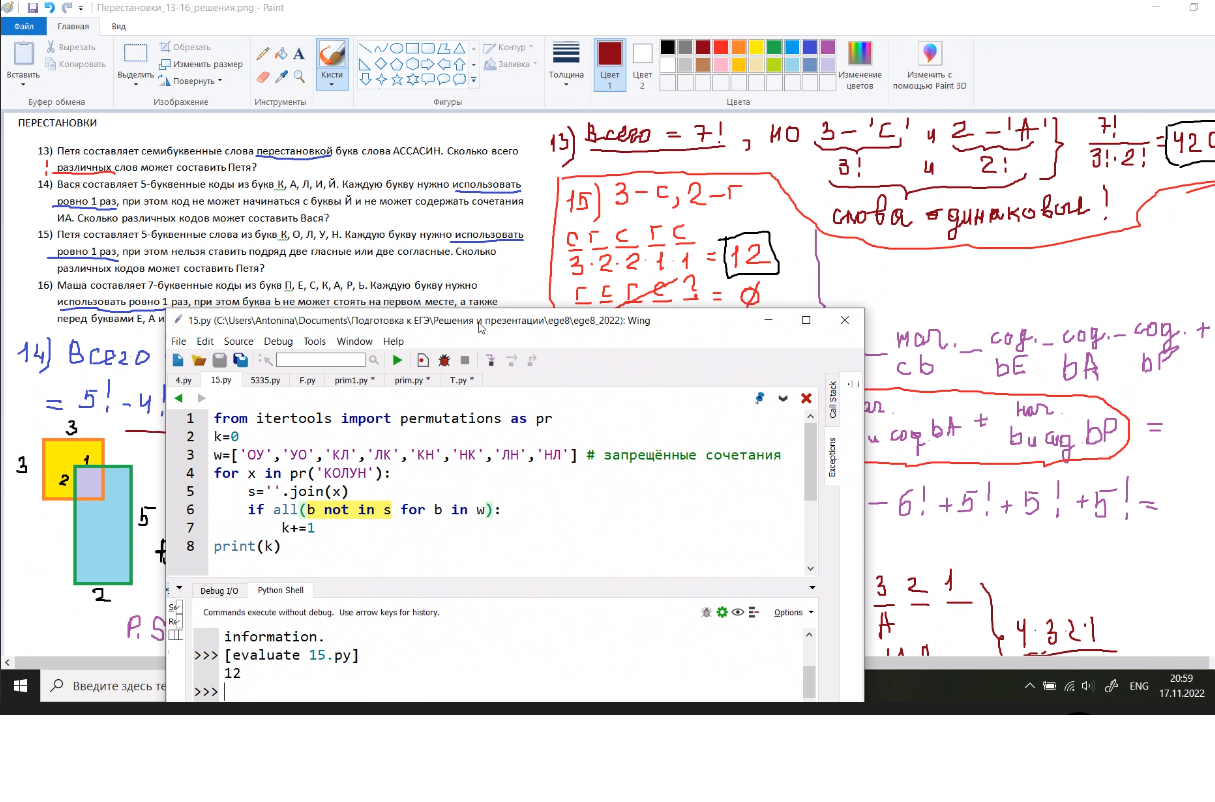 Перестановки_13-16_решения.png - Paint
Файл Главная Вид
Вставить
Вырезать
Копировать
Буфер обмена
Выделить
Обрезать
Изменить размер
Повернуть
Изображение
Инструменты
Кисти
Контур
Заливка
Фигуры
Толщина
Цвет 1
Цвет 2
Цвета
Изменение цветов
Изменить с помощью Paint 3D
ПЕРЕСТАНОВКИ
13) Петя составляет семибуквенные слова перестановкой букв слова АССАСИН. Сколько всего
различных слов может составить Петя?
14) Вася составляет 5-буквенные коды из букв К, А, Л, И, Й. Каждую букву нужно использовать
ровно 1 раз, при этом код не может начинаться с буквы Й и не может содержать сочетания
ИА. Сколько различных кодов может составить Вася?
15) Петя составляет 5-буквенные слова из букв К, О, Л, У, Н. Каждую букву нужно использовать
ровно 1 раз, при этом нельзя ставить подряд две гласные или две согласные. Сколько
различных кодов может составить Петя?
16) Маша составляет 7-буквенные коды из букв П, Е, С, К, А, Р, Ь. Каждую букву нужно
использовать ровно 1 раз, при этом буква Ь не может стоять на первом месте, а также
перед буквами Е, А и
13) Всего = 7!, но 3 - 'С' и 2 - 'А'} 7! / 3!·2! = 420
3! и 2!
слова одинаковы!
15) 3 - с, 2 - г
с г с г с
3·2·2·1·1 = 12
г с г с ? = ∅
14) Всего
= 5! - 4!
3
3
1
2
5
2
P.S
нач. - сод. - сод. - сод. +
с ь ьЕ ьА ьР
и сод. ьА + нач. ь и сод. ьР =
- 6! + 5! + 5! + 5! =
3 2 1
А
4·3·2·1
15.py (C:\Users\Antonina\Documents\Подготовка к ЕГЭ\Решения и презентации\ege8\ege8_2022): Wing
File Edit Source Debug Tools Window Help
4.py 15.py 5335.py F.py prim1.py * prim.py * T.py *
1 from itertools import permutations as pr
2 k=0
3 w=['ОУ','УО','КЛ','ЛК','КН','НК','ЛН','НЛ'] # запрещённые сочетания
4 for x in pr('КОЛУН'):
5 s=''.join(x)
6 if all(b not in s for b in w):
7 k+=1
8 print(k)
Call Stack
Exceptions
Debug I/O Python Shell
Commands execute without debug. Use arrow keys for history.
Options
information.
>>> [evaluate 15.py]
12
>>>
Введите здесь те
ENG
20:59
17.11.2022